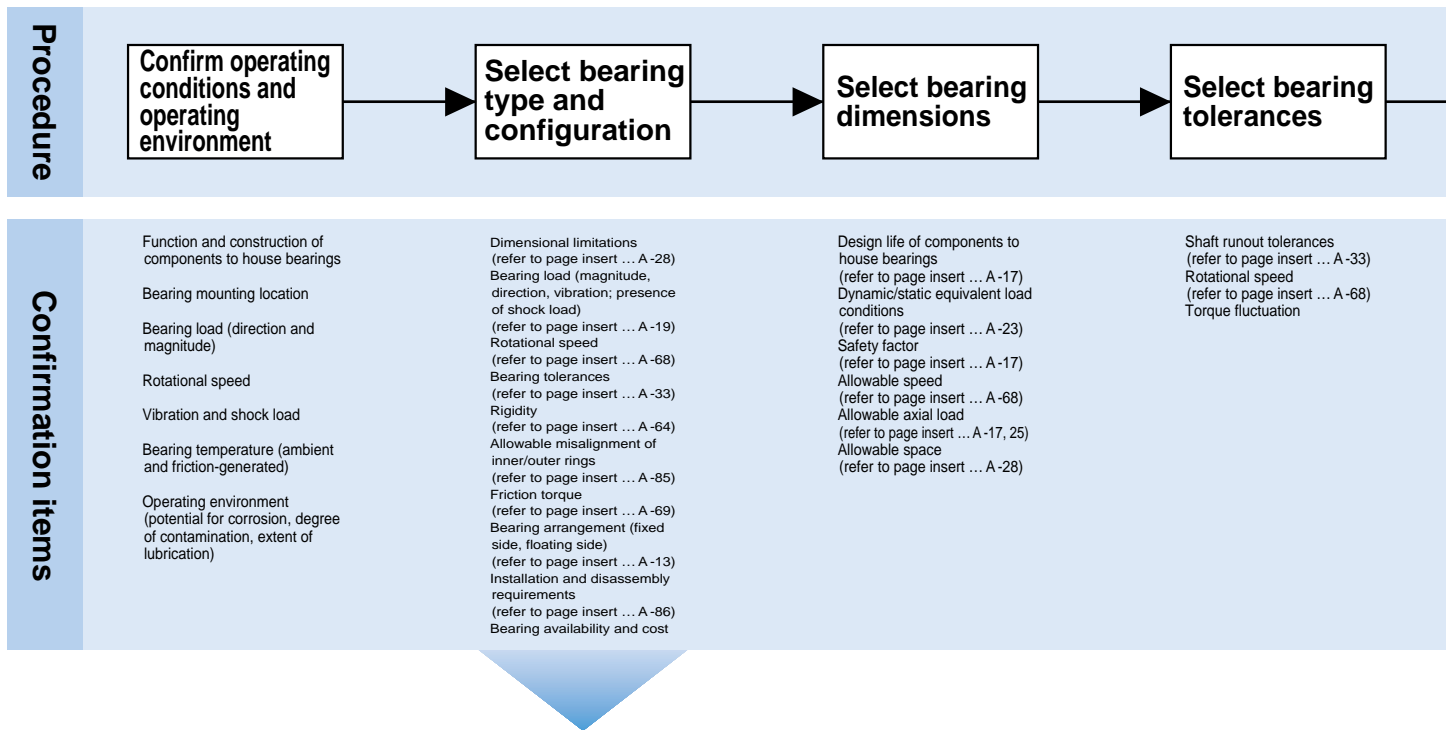 Procedure
Confirm operating
conditions and
operating
environment
Select bearing
type and
configuration
Select bearing
dimensions
Select bearing
tolerances
Confirmation items
Function and construction of
components to house bearings
Bearing mounting location
Bearing load (direction and
magnitude)
Rotational speed
Vibration and shock load
Bearing temperature (ambient
and friction-generated)
Operating environment
(potential for corrosion, degree
of contamination, extent of
lubrication)
Dimensional limitations
(refer to page insert … A -28)
Bearing load (magnitude,
direction, vibration; presence
of shock load)
(refer to page insert … A -19)
Rotational speed
(refer to page insert … A -68)
Bearing tolerances
(refer to page insert … A -33)
Rigidity
(refer to page insert … A -64)
Allowable misalignment of
inner/outer rings
(refer to page insert … A -85)
Friction torque
(refer to page insert … A -69)
Bearing arrangement (fixed
side, floating side)
(refer to page insert … A -13)
Installation and disassembly
requirements
(refer to page insert … A -86)
Bearing availability and cost
Design life of components to
house bearings
(refer to page insert … A -17)
Dynamic/static equivalent load
conditions
(refer to page insert … A -23)
Safety factor
(refer to page insert … A -17)
Allowable speed
(refer to page insert … A -68)
Allowable axial load
(refer to page insert … A -17, 25)
Allowable space
(refer to page insert … A -28)
Shaft runout tolerances
(refer to page insert … A -33)
Rotational speed
(refer to page insert … A -68)
Torque fluctuation